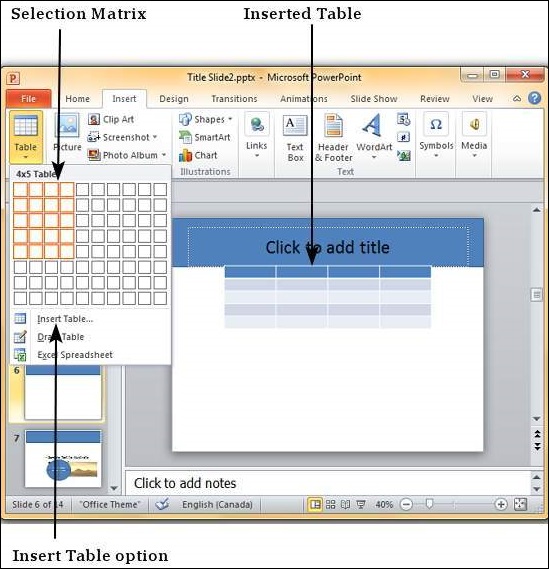 Selection Matrix Inserted Table
Title Slide2.pptx - Microsoft PowerPoint
File Home Insert Design Transitions Animations Slide Show Review View
Table Picture Clip Art Screenshot Photo Album
Shapes SmartArt Chart
Illustrations
Links
Text Box Header & Footer WordArt
Text
Symbols Media
4x5 Table
Insert Table...
Draw Table
Excel Spreadsheet
Click to add title
6
7
Click to add notes
Slide 6 of 14 "Office Theme" English (Canada) 40%
Insert Table option